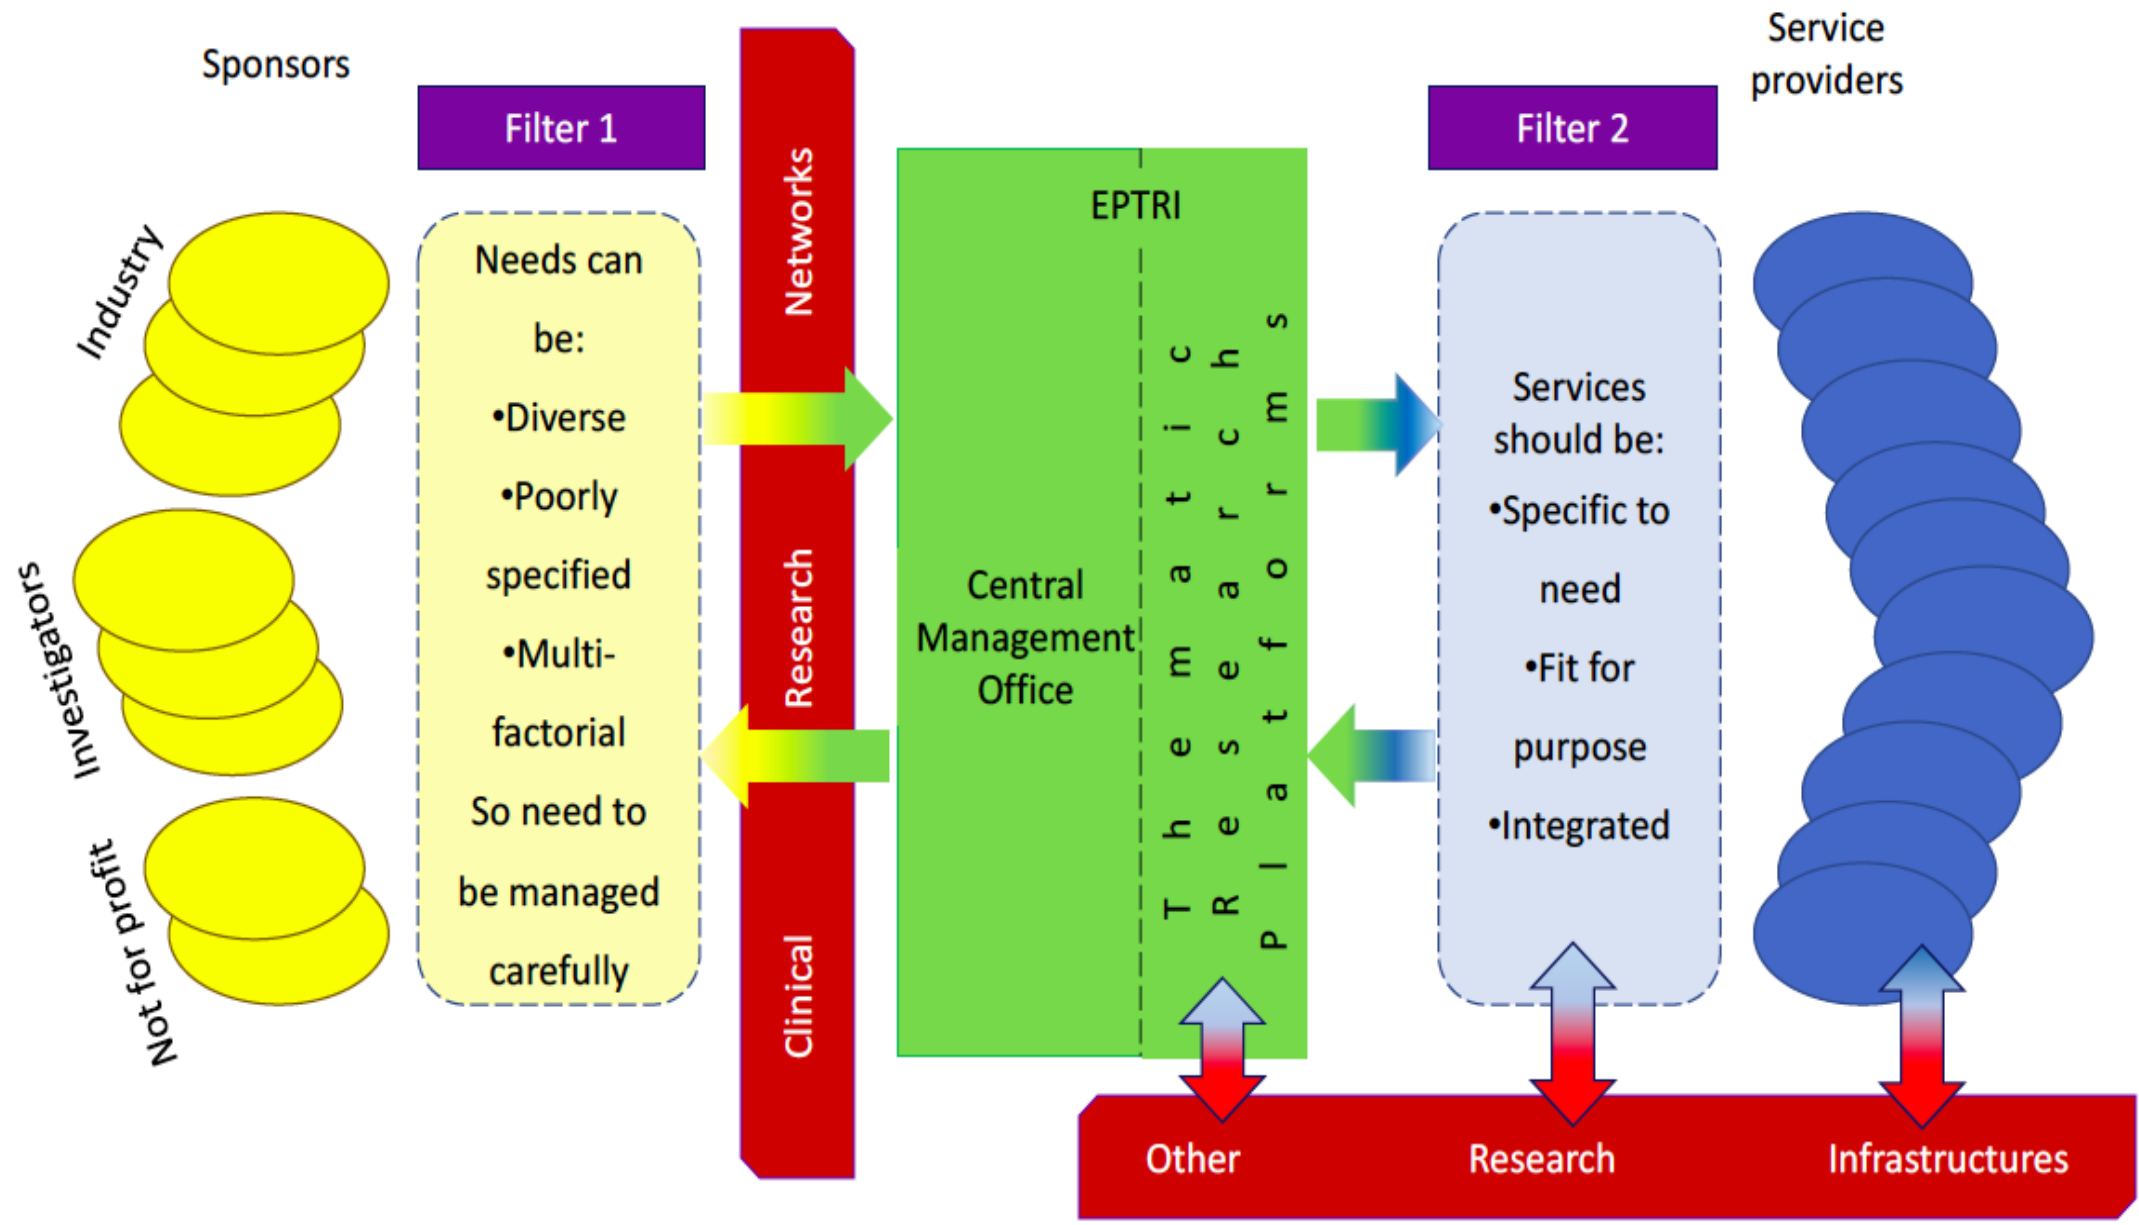 Sponsors
Industry
Investigators
Not for profit
Filter 1
Needs can
be:
•Diverse
•Poorly
specified
•Multi-
factorial
So need to
be managed
carefully
Clinical Research Networks
EPTRI
Central
Management
Office
Thematic
Research
Platforms
Filter 2
Services
should be:
•Specific to
need
•Fit for
purpose
•Integrated
Service
providers
Other Research Infrastructures